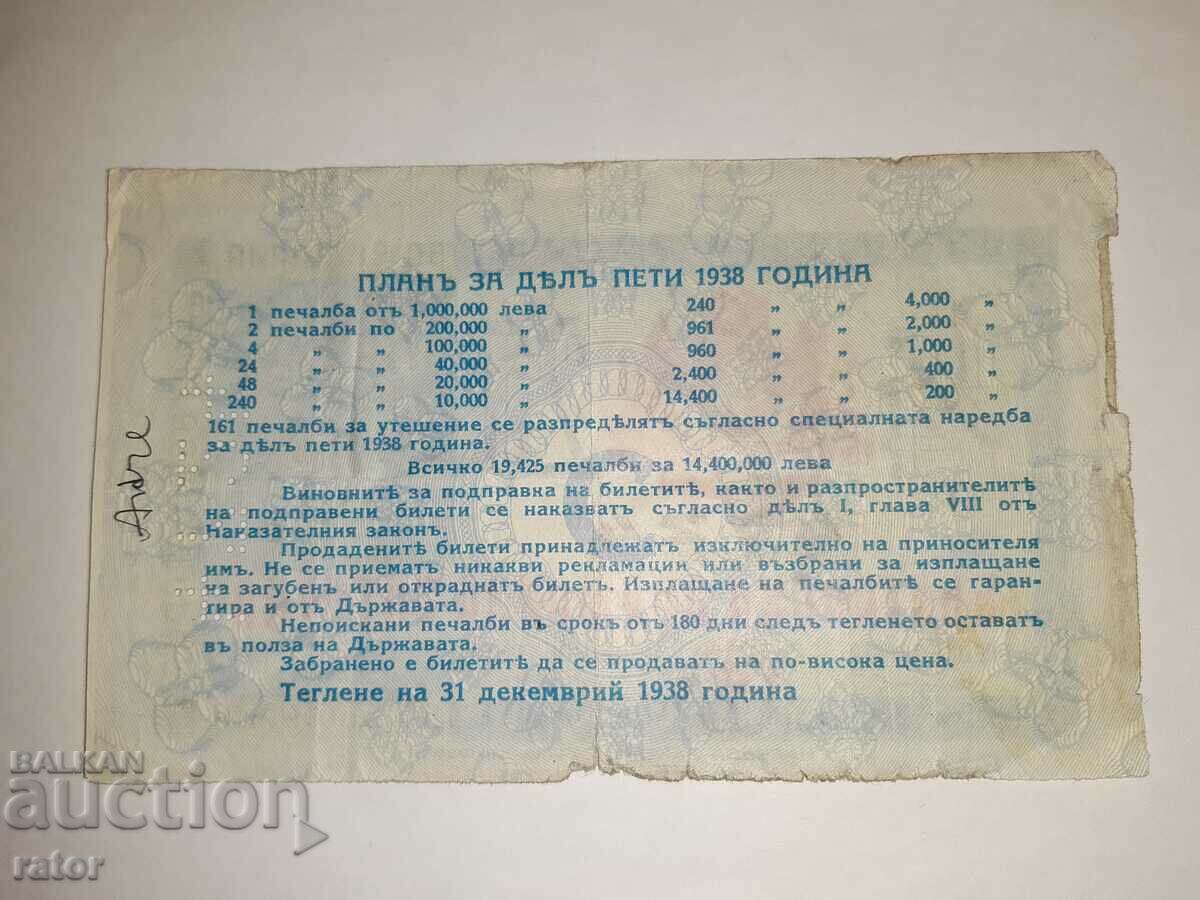 ПЛАНЪ ЗА ДѢЛЪ ПЕТИ 1938 ГОДИНА
1 печалба отъ 1,000,000 лева 240 „ „ 4,000 „
2 печалби по 200,000 „ 961 „ „ 2,000 „
4 „ „ 100,000 „ 960 „ „ 1,000 „
24 „ „ 40,000 „ 2,400 „ „ 400 „
48 „ „ 20,000 „ 14,400 „ „ 200 „
240 „ „ 10,000 „
161 печалби за утешение се разпредѣлятъ съгласно специалната наредба
за дѣлъ пети 1938 година.
Всичко 19,425 печалби за 14,400,000 лева
Виновнитѣ за подправка на билетитѣ, както и разпространителитѣ
на подправени билети се наказватъ съгласно дѣлъ I, глава VIII отъ
Наказателния законъ.
Продаденитѣ билети принадлежатъ изключително на приносителя
имъ. Не се приематъ никакви рекламации или възбрани за изплащане
на загубенъ или откраднатъ билетъ. Изплащане на печалбитѣ се гаран-
тира и отъ Държавата.
Непоискани печалби въ срокъ отъ 180 дни следъ тегленето оставатъ
въ полза на Държавата.
Забранено е билетитѣ да се продаватъ на по-висока цена.
Теглене на 31 декемврий 1938 година
BALKAN
auction
rator